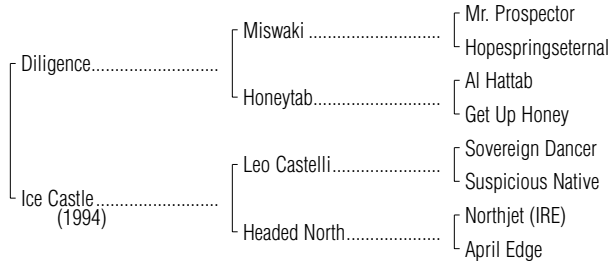 Mr. Prospector
Miswaki ............................
Hopespringseternal
Diligence..........................
Al Hattab
Honeytab..........................
Get Up Honey
Sovereign Dancer
Leo Castelli.......................
Suspicious Native
Ice Castle.........................
(1994)
Northjet (IRE)
Headed North....................
April Edge